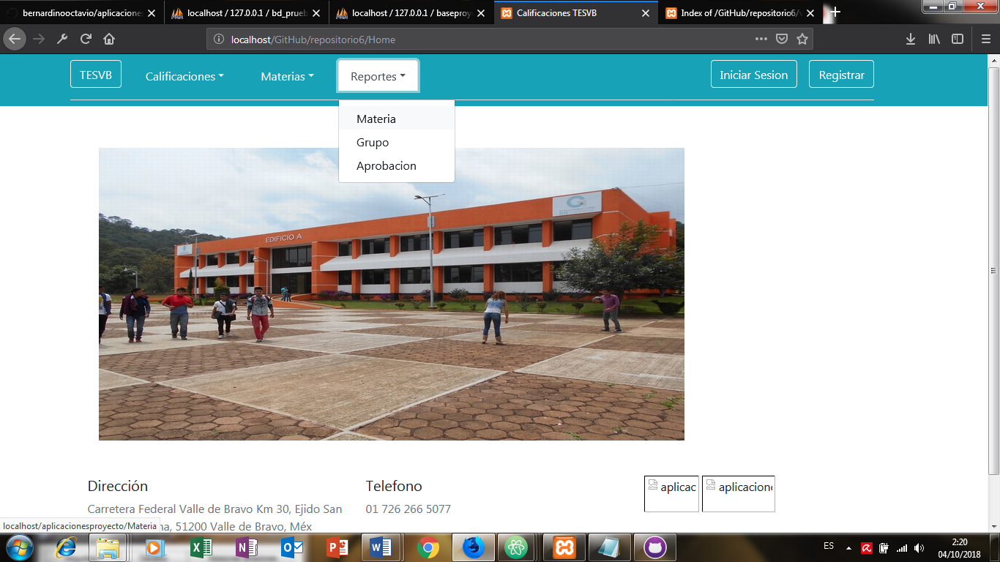 bernardinooctavio/aplicaciones
localhost / 127.0.0.1 / bd_prueb
localhost / 127.0.0.1 / baseproy
Calificaciones TESVB
Index of /GitHub/repositorio6/v
localhost/GitHub/repositorio6/Home
TESVB
Calificaciones
Materias
Reportes
Iniciar Sesion
Registrar
Materia
Grupo
Aprobacion
EDIFICIO A
Dirección
Carretera Federal Valle de Bravo Km 30, Ejido San
na, 51200 Valle de Bravo, Méx
Telefono
01 726 266 5077
aplicac
aplicacione
localhost/aplicacionesproyecto/Materia
ES
2:20
04/10/2018